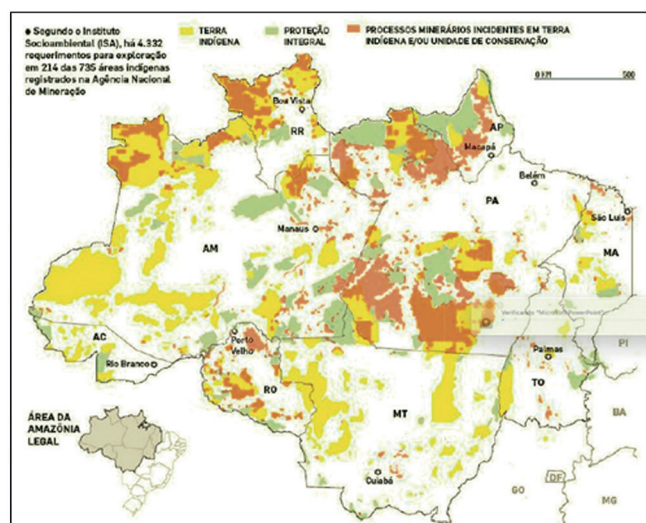 ● Segundo o Instituto
Socioambiental (ISA), há 4.332
requerimentos para exploração
em 214 das 735 áreas indígenas
registrados na Agência Nacional
de Mineração
TERRA
INDÍGENA
PROTEÇÃO
INTEGRAL
PROCESSOS MINERÁRIOS INCIDENTES EM TERRA
INDÍGENA E/OU UNIDADE DE CONSERVAÇÃO
0 KM
500
Boa Vista
RR
AP
Macapá
Belém
PA
São Luís
Manaus
AM
MA
Verificando "Microsoft PowerPoint"
AC
Porto
Velho
PI
Rio Branco
Palmas
RO
TO
MT
ÁREA DA
AMAZÔNIA
LEGAL
BA
Cuiabá
GO
DF
MG